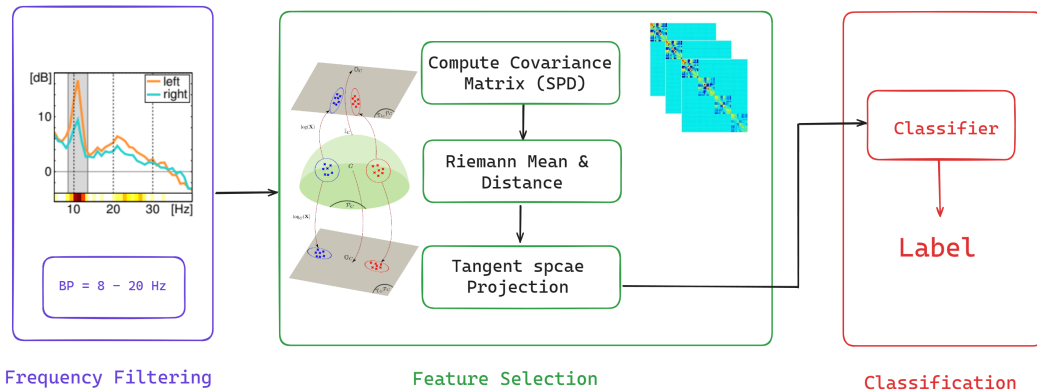 [dB]
left
right
10
0
10
20
30
[Hz]
BP = 8 – 20 Hz
Frequency Filtering
Compute Covariance
Matrix (SPD)
Riemann Mean &
Distance
Tangent spcae
Projection
Feature Selection
Classifier
Label
Classification